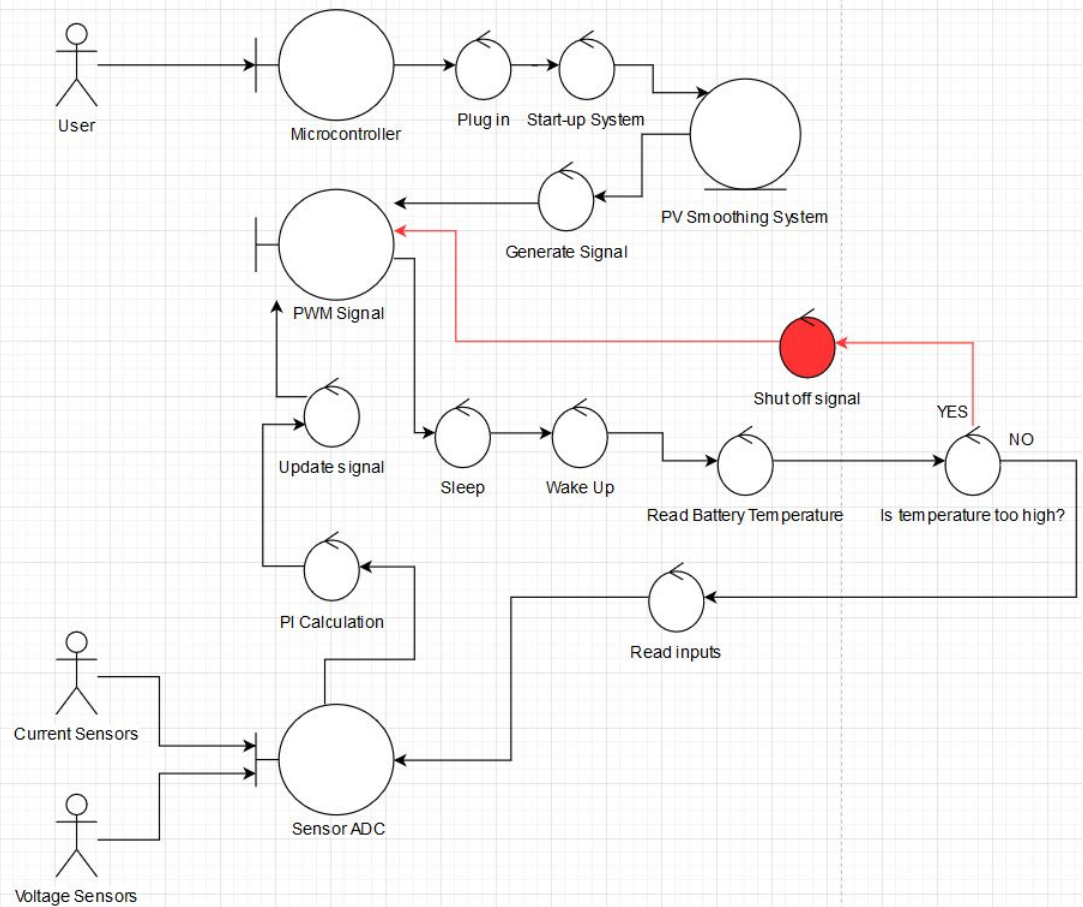 User
Microcontroller
Plug in
Start-up System
PV Smoothing System
Generate Signal
PWM Signal
Shut off signal
YES
NO
Update signal
Sleep
Wake Up
Read Battery Temperature
Is temperature too high?
PI Calculation
Read inputs
Current Sensors
Sensor ADC
Voltage Sensors